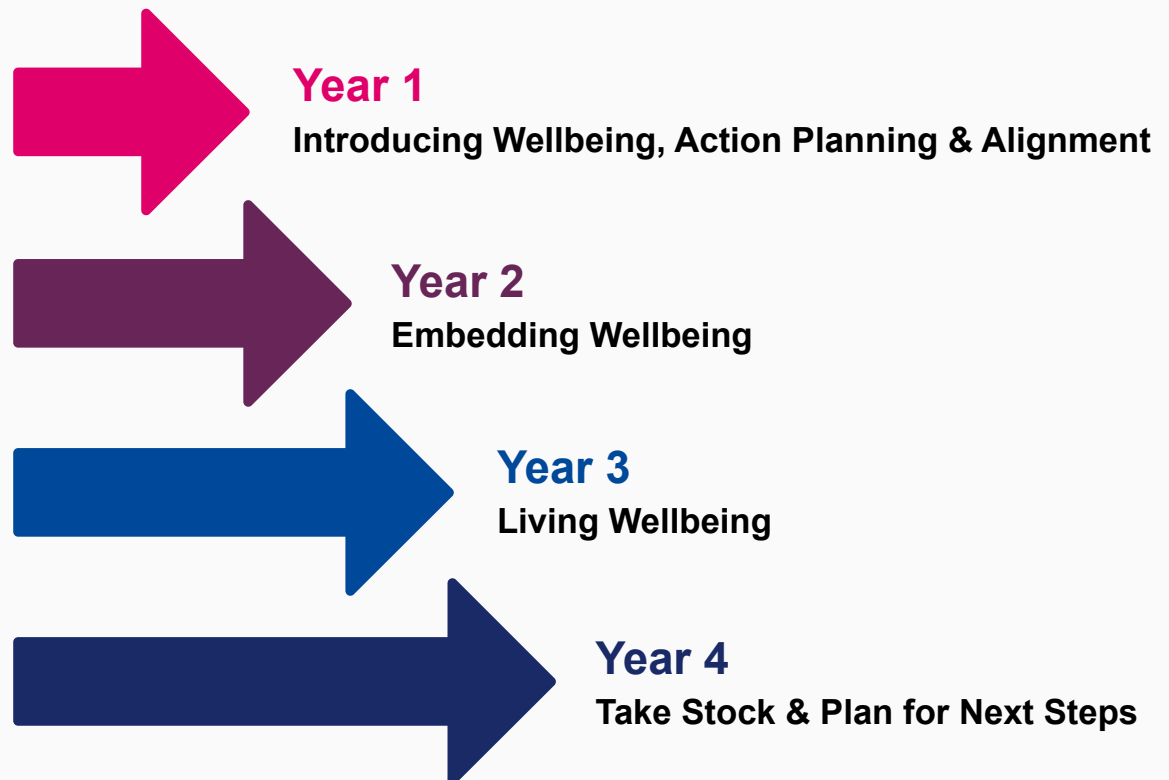 Year 1
Introducing Wellbeing, Action Planning & Alignment
Year 2
Embedding Wellbeing
Year 3
Living Wellbeing
Year 4
Take Stock & Plan for Next Steps